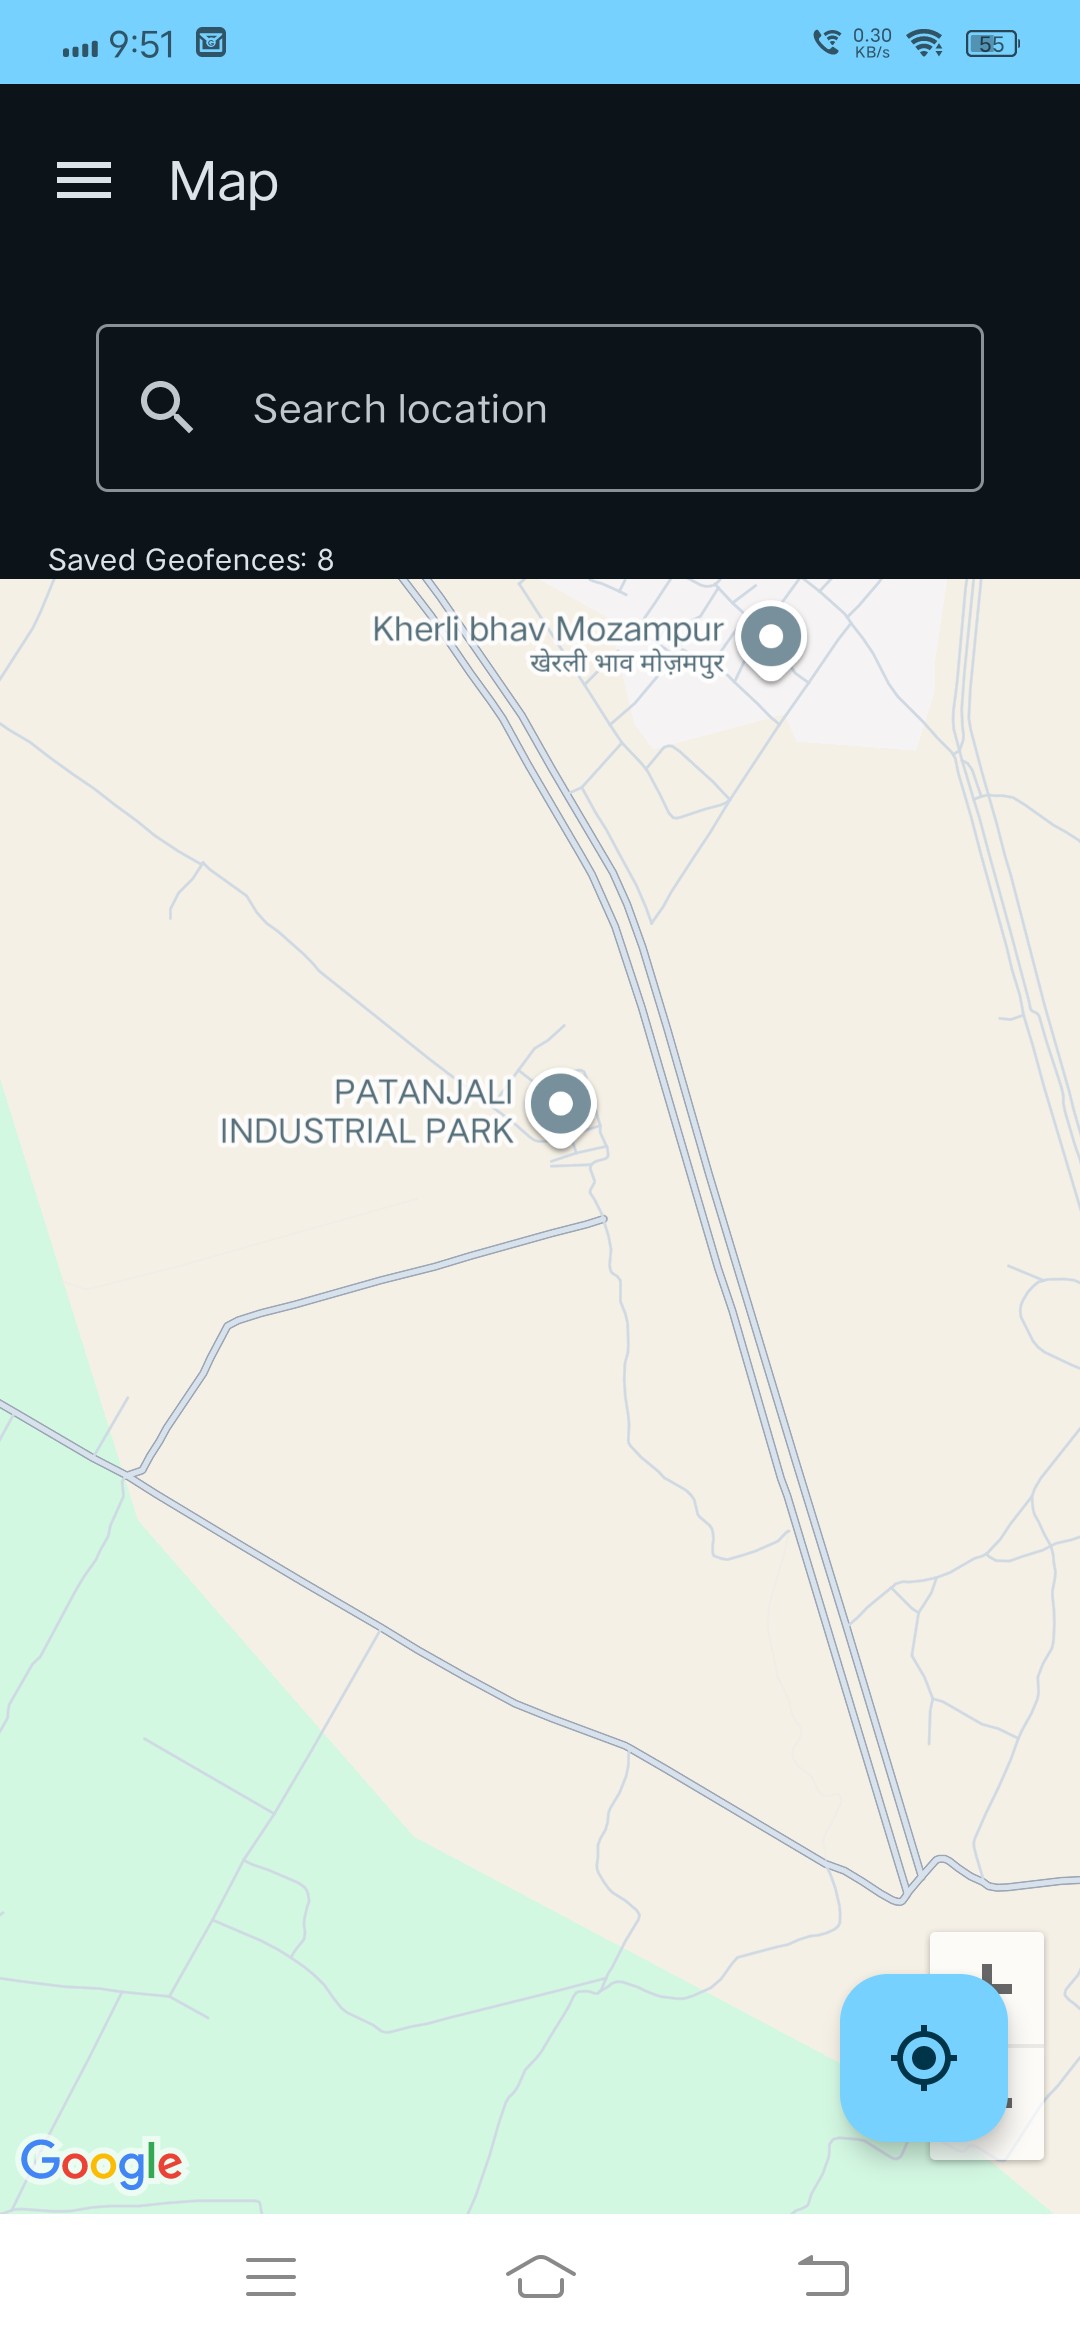 9:51
0.30
KB/s
55
Map
Search location
Saved Geofences: 8
Kherli bhav Mozampur
खेरली भाव मोज़मपुर
PATANJALI
INDUSTRIAL PARK
Google